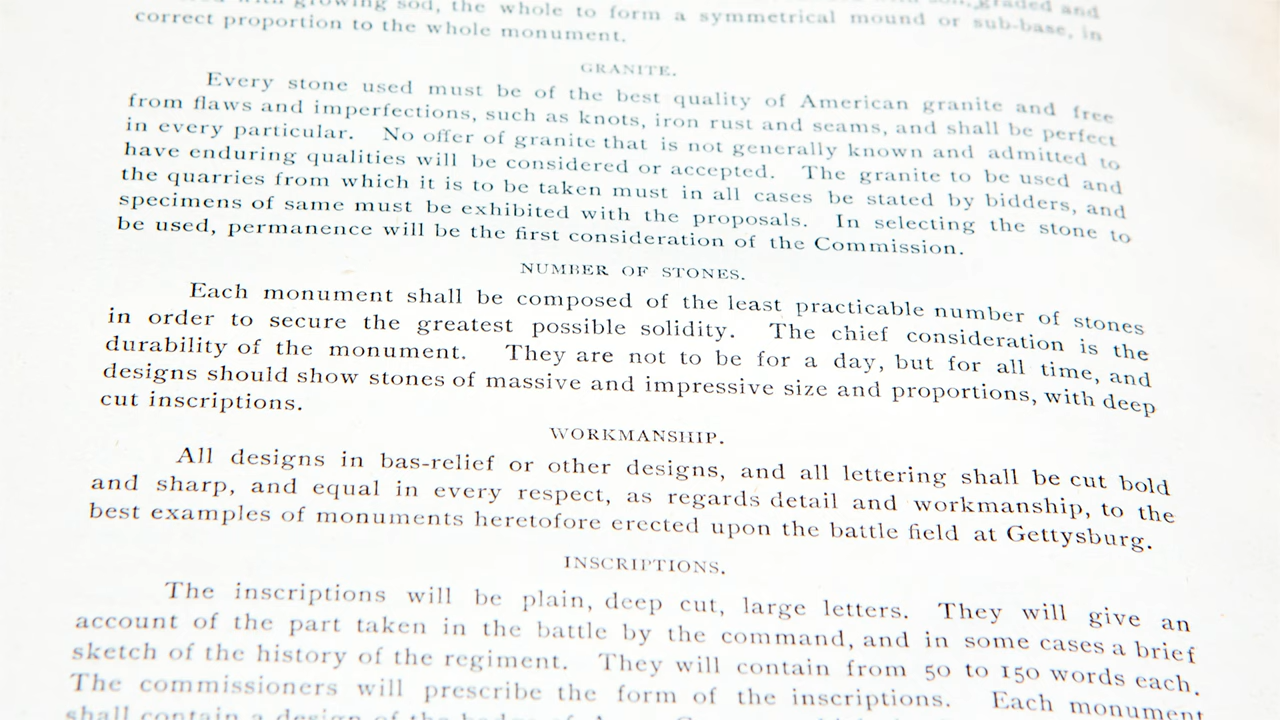 with growing sod, the whole to form a symmetrical mound or sub-base, in
correct proportion to the whole monument.
GRANITE.
Every stone used must be of the best quality of American granite and free
from flaws and imperfections, such as knots, iron rust and seams, and shall be perfect
in every particular. No offer of granite that is not generally known and admitted to
have enduring qualities will be considered or accepted. The granite to be used and
the quarries from which it is to be taken must in all cases be stated by bidders, and
specimens of same must be exhibited with the proposals. In selecting the stone to
be used, permanence will be the first consideration of the Commission.
NUMBER OF STONES.
Each monument shall be composed of the least practicable number of stones
in order to secure the greatest possible solidity. The chief consideration is the
durability of the monument. They are not to be for a day, but for all time, and
designs should show stones of massive and impressive size and proportions, with deep
cut inscriptions.
WORKMANSHIP.
All designs in bas-relief or other designs, and all lettering shall be cut bold
and sharp, and equal in every respect, as regards detail and workmanship, to the
best examples of monuments heretofore erected upon the battle field at Gettysburg.
INSCRIPTIONS.
The inscriptions will be plain, deep cut, large letters. They will give an
account of the part taken in the battle by the command, and in some cases a brief
sketch of the history of the regiment. They will contain from 50 to 150 words each.
The commissioners will prescribe the form of the inscriptions. Each monument
shall contain a design of the badge of